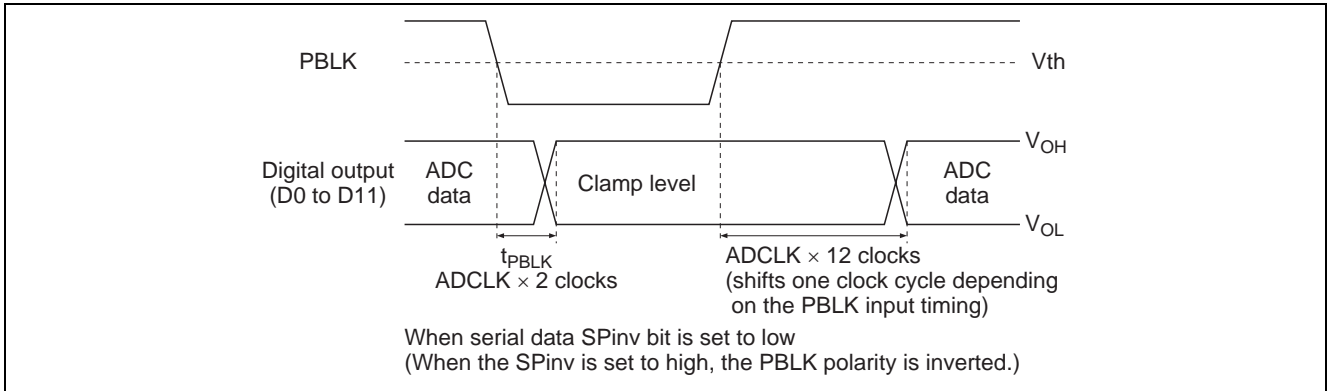 PBLK
Vth
Digital output
(D0 to D11)
ADC
data
Clamp level
ADC
data
VOH
VOL
tPBLK
ADCLK × 2 clocks
ADCLK × 12 clocks
(shifts one clock cycle depending
on the PBLK input timing)
When serial data SPinv bit is set to low
(When the SPinv is set to high, the PBLK polarity is inverted.)